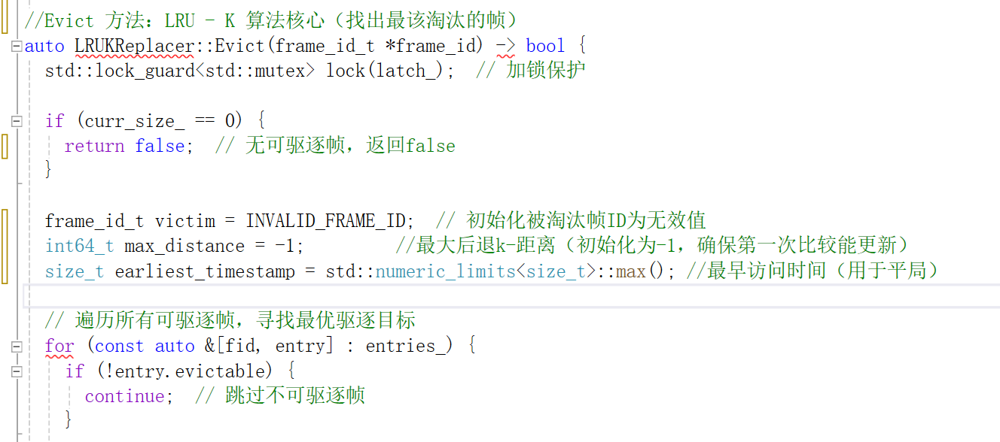 //Evict 方法：LRU - K 算法核心（找出最该淘汰的帧）
auto LRUKReplacer::Evict(frame_id_t *frame_id) -> bool {
  std::lock_guard<std::mutex> lock(latch_);  // 加锁保护
  if (curr_size_ == 0) {
    return false;  // 无可驱逐帧，返回false
  }
  frame_id_t victim = INVALID_FRAME_ID;  // 初始化被淘汰帧ID为无效值
  int64_t max_distance = -1;         //最大后退k-距离（初始化为-1，确保第一次比较能更新）
  size_t earliest_timestamp = std::numeric_limits<size_t>::max(); //最早访问时间（用于平局）
  // 遍历所有可驱逐帧，寻找最优驱逐目标
  for (const auto &[fid, entry] : entries_) {
    if (!entry.evictable) {
      continue;  // 跳过不可驱逐帧
    }